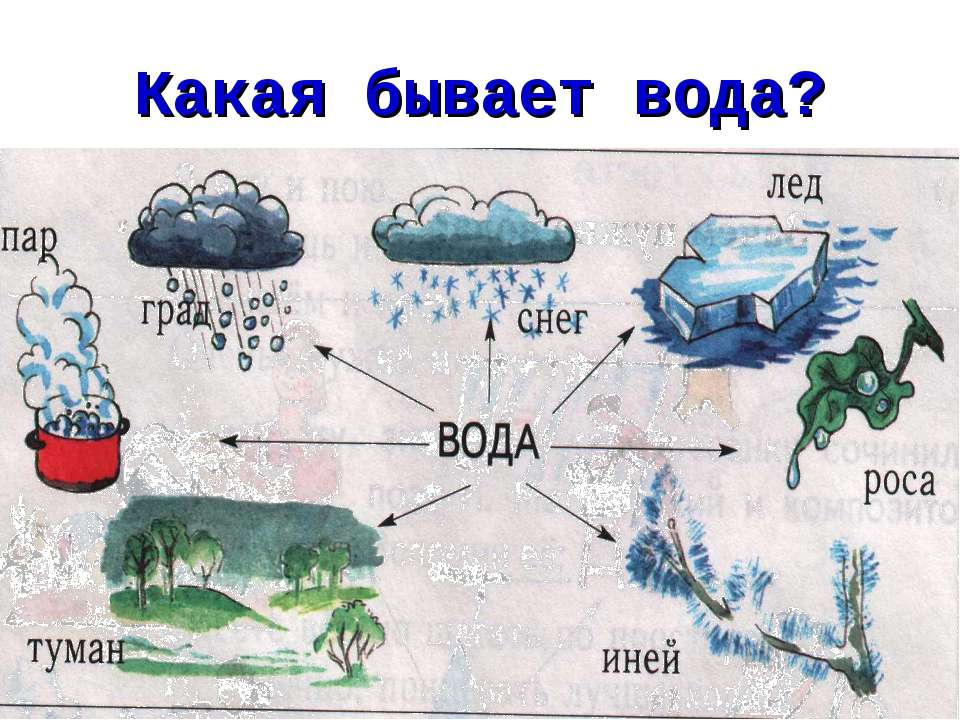 Какая бывает вода?
лед
пар
град
снег
ВОДА
роса
туман
иней